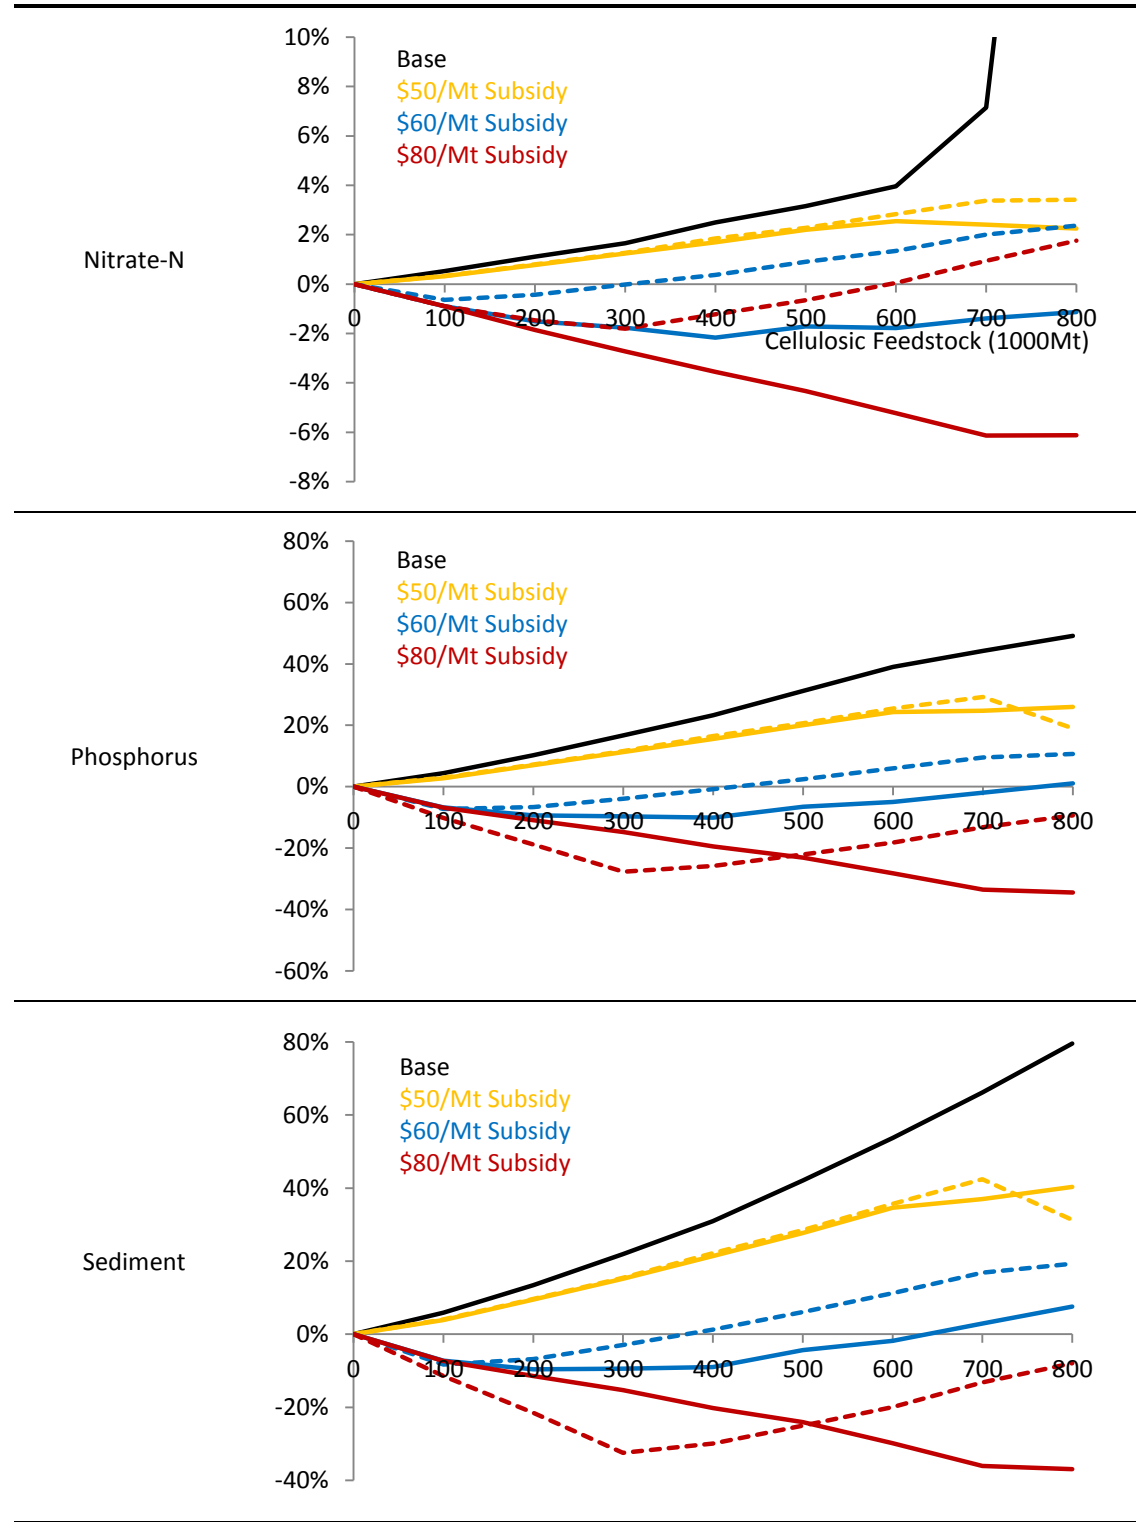 10%
8%
6%
4%
2%
0%
-2%
-4%
-6%
-8%
Base
$50/Mt Subsidy
$60/Mt Subsidy
$80/Mt Subsidy
Nitrate-N
0 100 200 300 400 500 600 700 800
Cellulosic Feedstock (1000Mt)
80%
60%
40%
20%
0%
-20%
-40%
-60%
Base
$50/Mt Subsidy
$60/Mt Subsidy
$80/Mt Subsidy
Phosphorus
0 100 200 300 400 500 600 700 800
80%
60%
40%
20%
0%
-20%
-40%
Base
$50/Mt Subsidy
$60/Mt Subsidy
$80/Mt Subsidy
Sediment
0 100 200 300 400 500 600 700 800